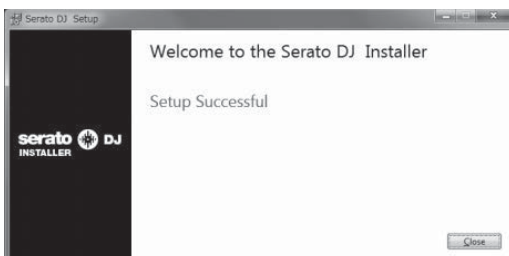 Serato DJ Setup
Welcome to the Serato DJ Installer
Setup Successful
serato DJ
INSTALLER
Close